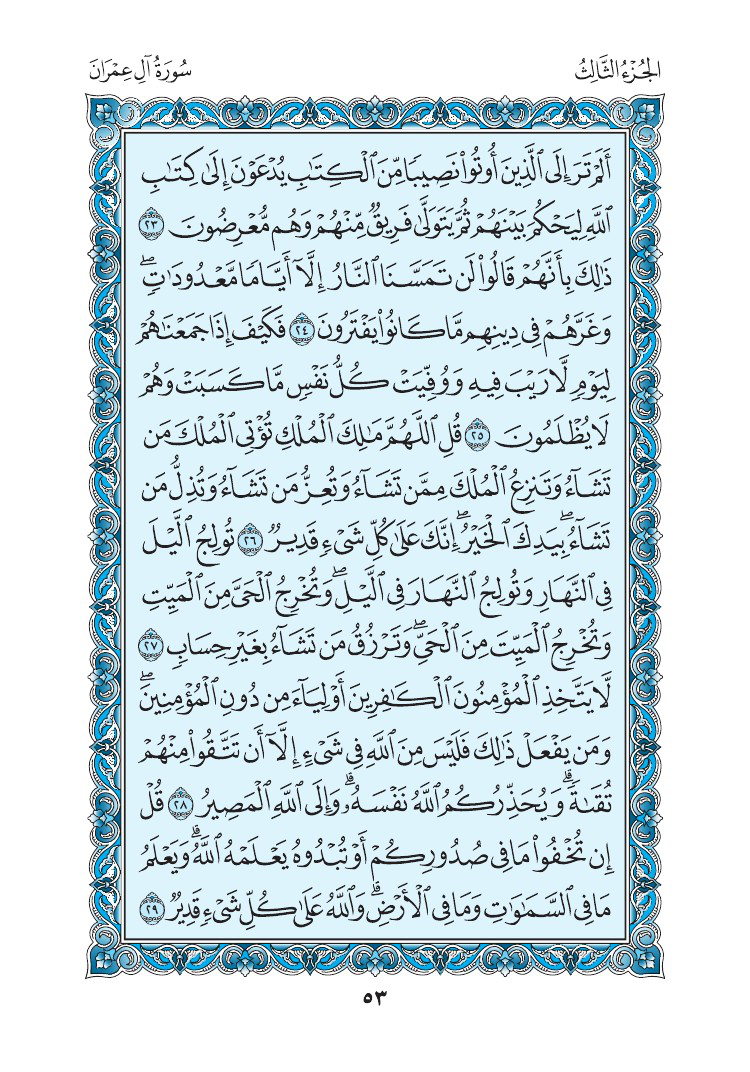 الجُزْءُ الثَّالِثُ
سُورَةُ آلِ عِمْرَانَ
أَلَمْ تَرَ إِلَى ٱلَّذِينَ أُوتُوا۟ نَصِيبًا مِّنَ ٱلْكِتَـٰبِ يُدْعَوْنَ إِلَىٰ كِتَـٰبِ
ٱللَّهِ لِيَحْكُمَ بَيْنَهُمْ ثُمَّ يَتَوَلَّىٰ فَرِيقٌ مِّنْهُمْ وَهُم مُّعْرِضُونَ ٢٣
ذَٰلِكَ بِأَنَّهُمْ قَالُوا۟ لَن تَمَسَّنَا ٱلنَّارُ إِلَّآ أَيَّامًا مَّعْدُودَٰتٍ ۖ
وَغَرَّهُمْ فِى دِينِهِم مَّا كَانُوا۟ يَفْتَرُونَ ٢٤ فَكَيْفَ إِذَا جَمَعْنَـٰهُمْ
لِيَوْمٍ لَّا رَيْبَ فِيهِ وَوُفِّيَتْ كُلُّ نَفْسٍ مَّا كَسَبَتْ وَهُمْ
لَا يُظْلَمُونَ ٢٥ قُلِ ٱللَّهُمَّ مَـٰلِكَ ٱلْمُلْكِ تُؤْتِى ٱلْمُلْكَ مَن
تَشَآءُ وَتَنزِعُ ٱلْمُلْكَ مِمَّن تَشَآءُ وَتُعِزُّ مَن تَشَآءُ وَتُذِلُّ مَن
تَشَآءُ ۖ بِيَدِكَ ٱلْخَيْرُ ۖ إِنَّكَ عَلَىٰ كُلِّ شَىْءٍ قَدِيرٌ ٢٦ تُولِجُ ٱلَّيْلَ
فِى ٱلنَّهَارِ وَتُولِجُ ٱلنَّهَارَ فِى ٱلَّيْلِ ۖ وَتُخْرِجُ ٱلْحَىَّ مِنَ ٱلْمَيِّتِ
وَتُخْرِجُ ٱلْمَيِّتَ مِنَ ٱلْحَىِّ ۖ وَتَرْزُقُ مَن تَشَآءُ بِغَيْرِ حِسَابٍ ٢٧
لَّا يَتَّخِذِ ٱلْمُؤْمِنُونَ ٱلْكَـٰفِرِينَ أَوْلِيَآءَ مِن دُونِ ٱلْمُؤْمِنِينَ ۖ
وَمَن يَفْعَلْ ذَٰلِكَ فَلَيْسَ مِنَ ٱللَّهِ فِى شَىْءٍ إِلَّآ أَن تَتَّقُوا۟ مِنْهُمْ
تُقَىٰةً ۗ وَيُحَذِّرُكُمُ ٱللَّهُ نَفْسَهُۥ ۗ وَإِلَى ٱللَّهِ ٱلْمَصِيرُ ٢٨ قُلْ
إِن تُخْفُوا۟ مَا فِى صُدُورِكُمْ أَوْ تُبْدُوهُ يَعْلَمْهُ ٱللَّهُ ۗ وَيَعْلَمُ
مَا فِى ٱلسَّمَـٰوَٰتِ وَمَا فِى ٱلْأَرْضِ ۗ وَٱللَّهُ عَلَىٰ كُلِّ شَىْءٍ قَدِيرٌ ٢٩
٥٣